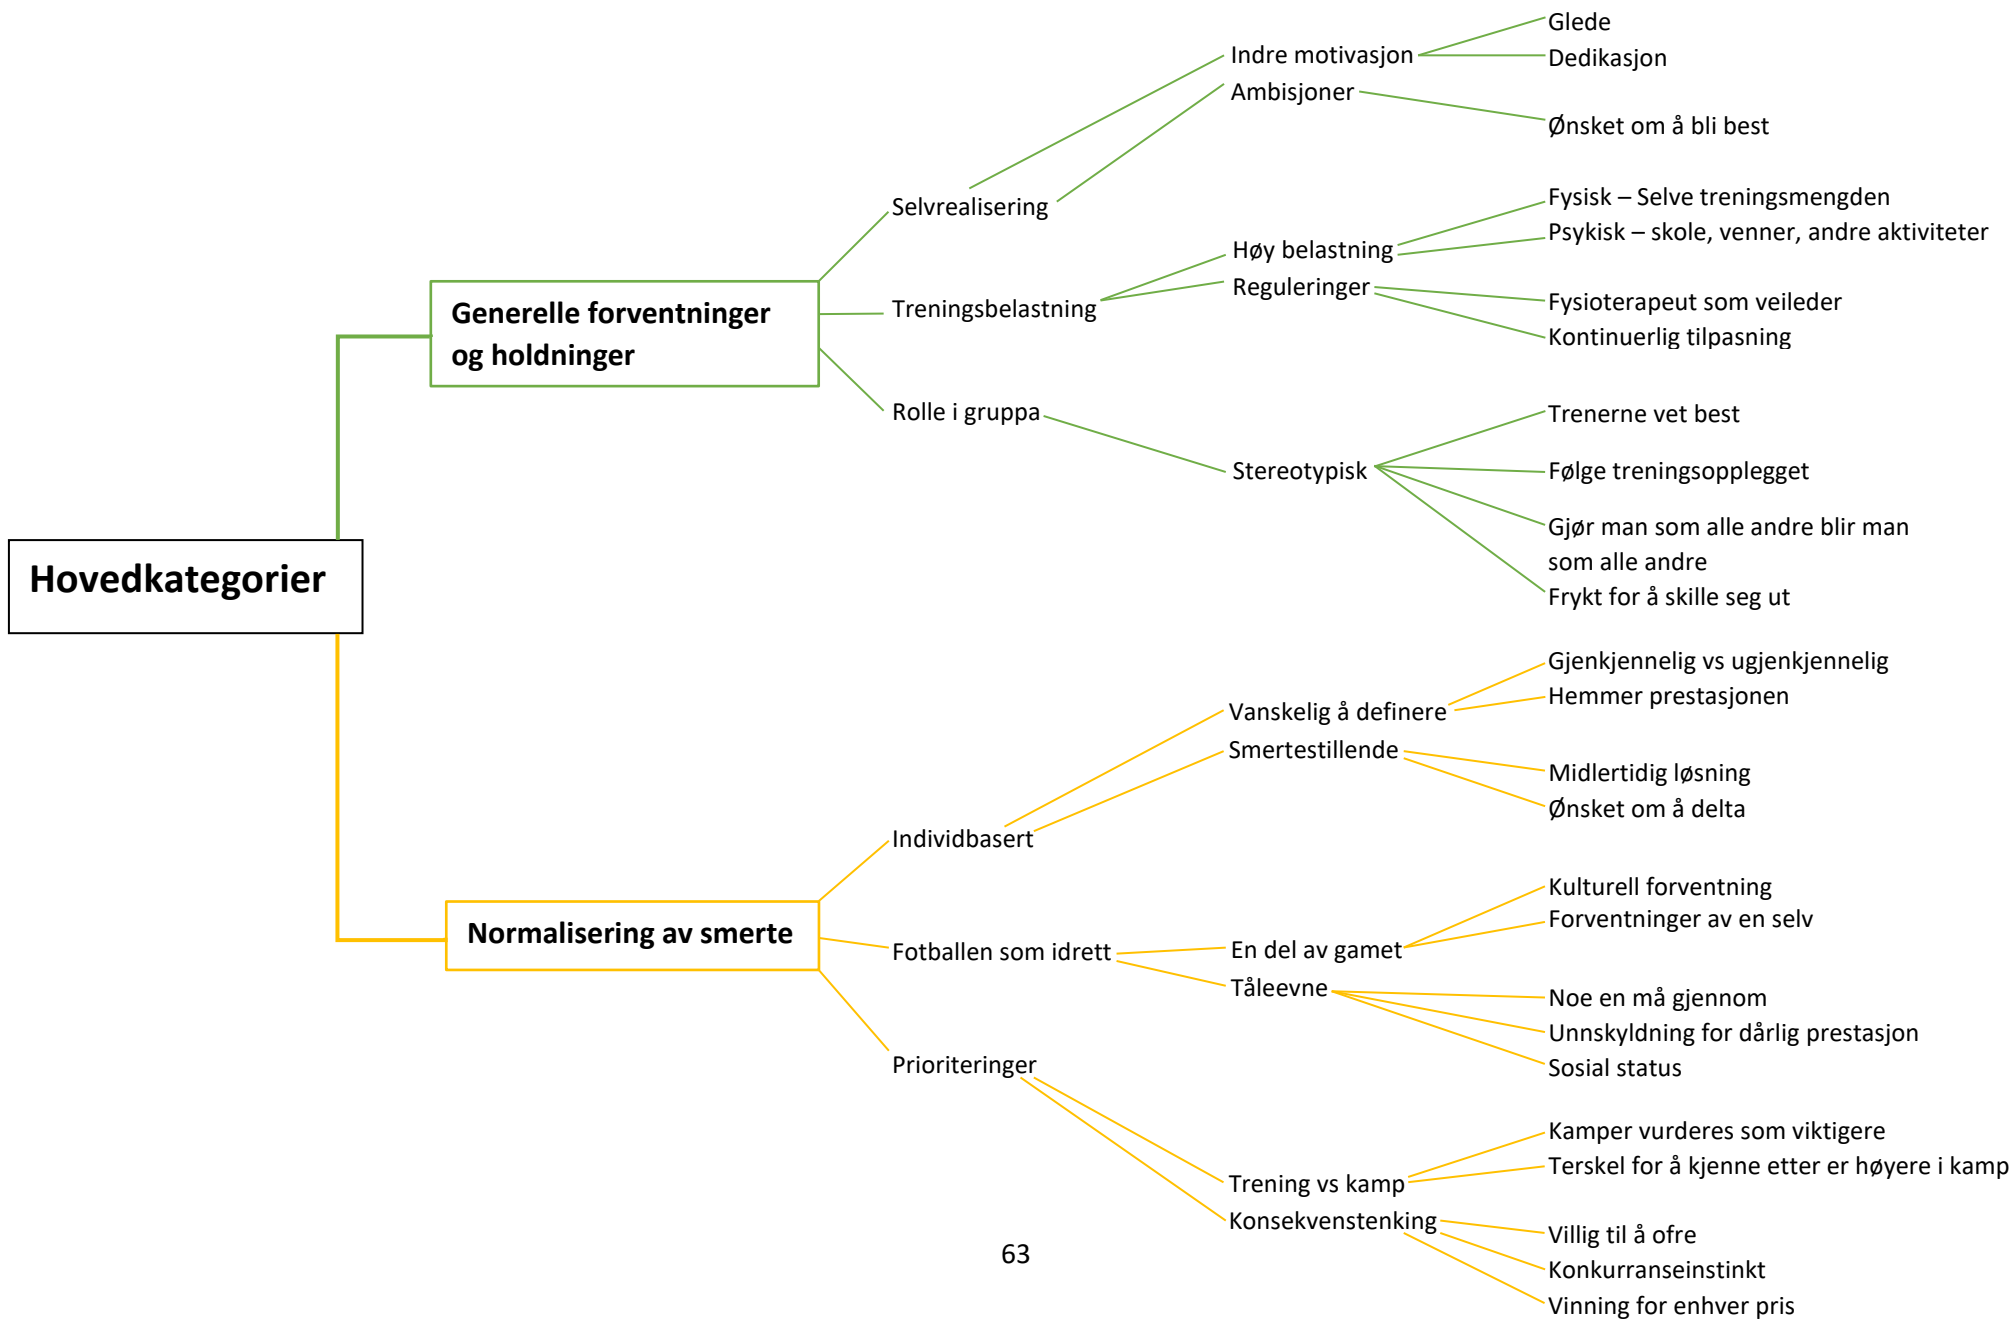 Hovedkategorier
Generelle forventninger
og holdninger
Selvrealisering
Indre motivasjon
Glede
Dedikasjon
Ambisjoner
Ønsket om å bli best
Treningsbelastning
Høy belastning
Fysisk – Selve treningsmengden
Psykisk – skole, venner, andre aktiviteter
Reguleringer
Fysioterapeut som veileder
Kontinuerlig tilpasning
Rolle i gruppa
Stereotypisk
Trenerne vet best
Følge treningsopplegget
Gjør man som alle andre blir man
som alle andre
Frykt for å skille seg ut
Normalisering av smerte
Individbasert
Vanskelig å definere
Gjenkjennelig vs ugjenkjennelig
Hemmer prestasjonen
Smertestillende
Midlertidig løsning
Ønsket om å delta
Fotballen som idrett
En del av gamet
Kulturell forventning
Forventninger av en selv
Tåleevne
Noe en må gjennom
Unnskyldning for dårlig prestasjon
Sosial status
Prioriteringer
Trening vs kamp
Kamper vurderes som viktigere
Terskel for å kjenne etter er høyere i kamp
Konsekvenstenking
Villig til å ofre
Konkurranseinstinkt
Vinning for enhver pris
63